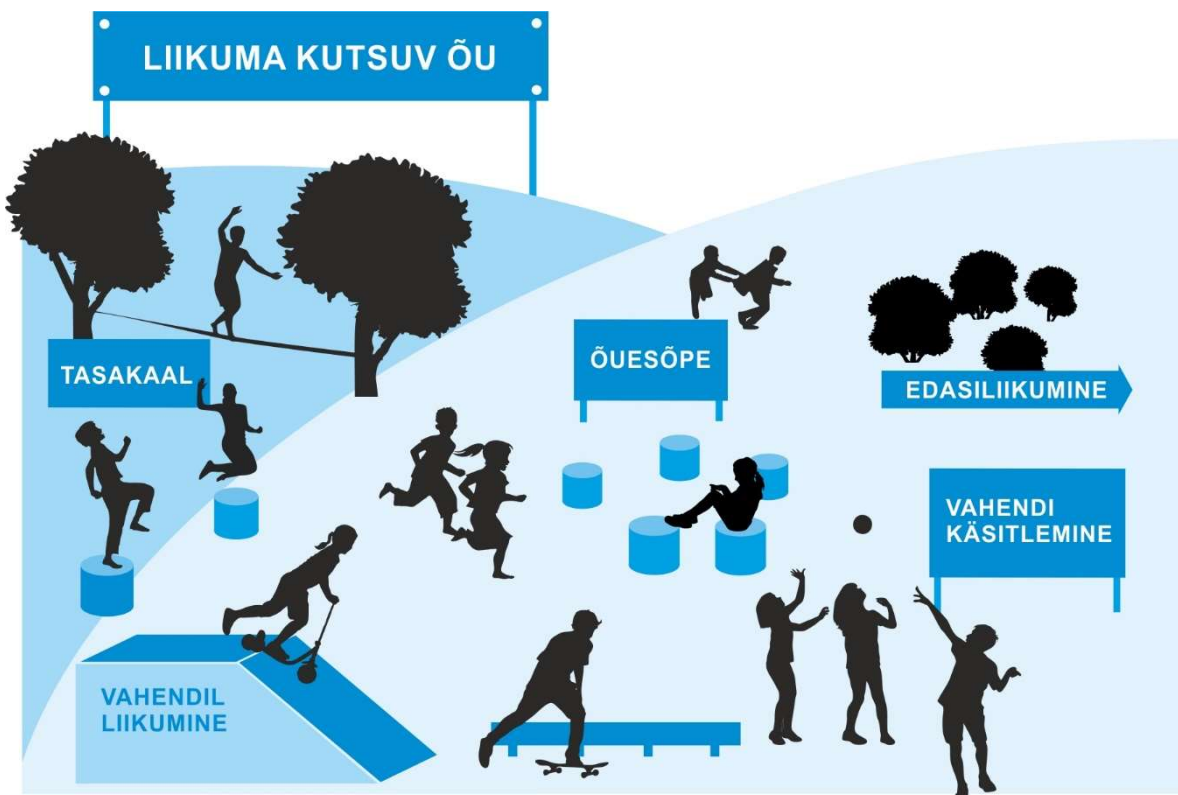 LIIKUMA KUTSUV ÕU
TASAKAAL
ÕUESÕPE
EDASILIIKUMINE
VAHENDI
KÄSITLEMINE
VAHENDIL
LIIKUMINE